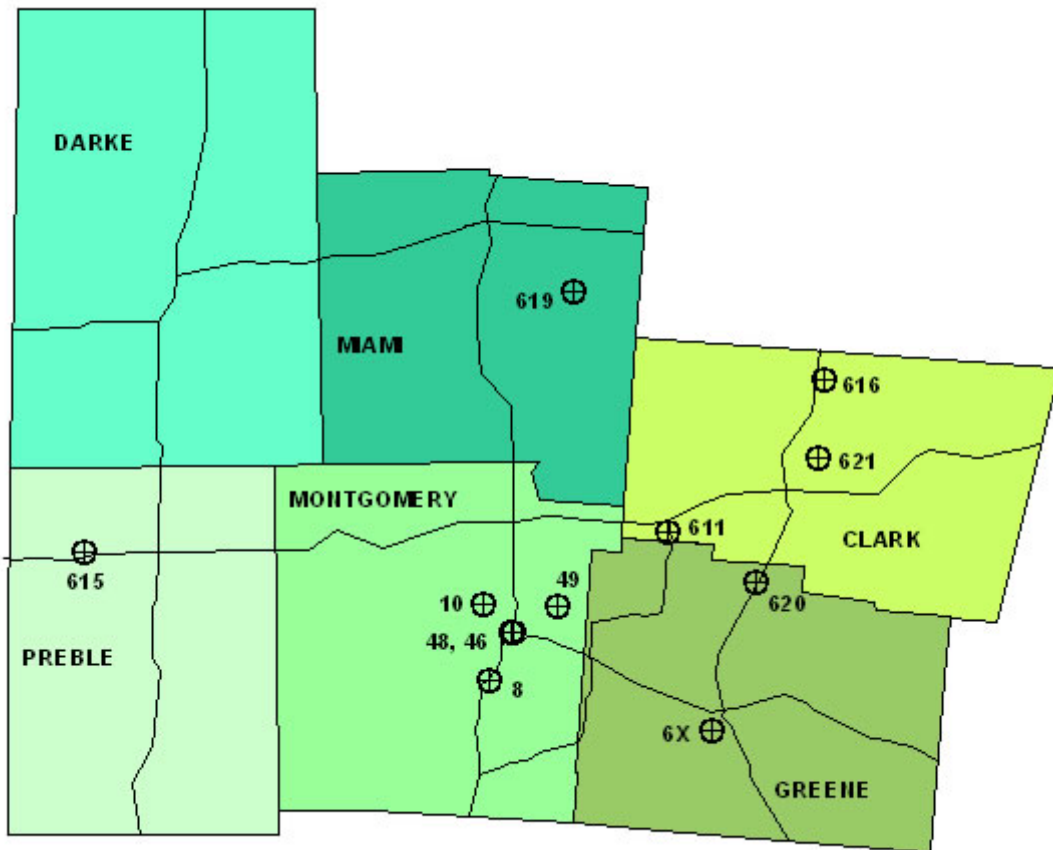 DARKE
619
MIAMI
616
621
MONTGOMERY
611
CLARK
615
49
10
620
48, 46
PREBLE
8
6X
GREENE